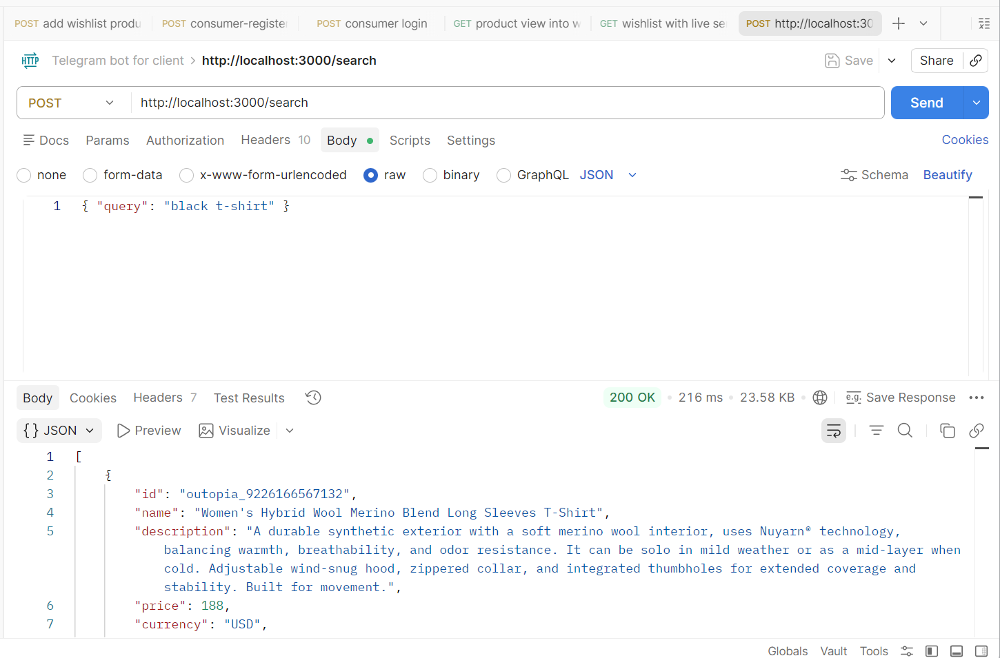 POST add wishlist produ POST consumer-register POST consumer login GET product view into w GET wishlist with live se POST http://localhost:30
HTTP Telegram bot for client > http://localhost:3000/search Save Share
POST http://localhost:3000/search Send
Docs Params Authorization Headers 10 Body Scripts Settings Cookies
none form-data x-www-form-urlencoded raw binary GraphQL JSON Schema Beautify
1 { "query": "black t-shirt" }
Body Cookies Headers 7 Test Results 200 OK • 216 ms • 23.58 KB • e.g. Save Response
{} JSON Preview Visualize
1 [
2 {
3 "id": "outopia_9226166567132",
4 "name": "Women's Hybrid Wool Merino Blend Long Sleeves T-Shirt",
5 "description": "A durable synthetic exterior with a soft merino wool interior, uses Nuyarn® technology,
balancing warmth, breathability, and odor resistance. It can be solo in mild weather or as a mid-layer when
cold. Adjustable wind-snug hood, zippered collar, and integrated thumbholes for extended coverage and
stability. Built for movement.",
6 "price": 188,
7 "currency": "USD",
Globals Vault Tools